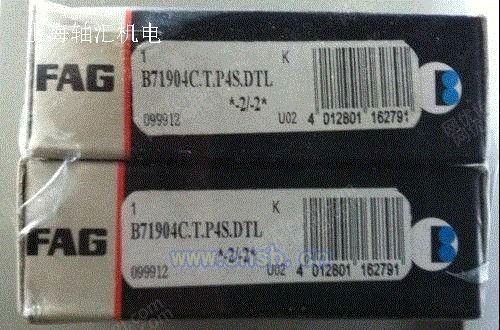 上海轴汇机电
FAG
1 K
B71904C.T.P4S.DTL
*-2/-2*
099912 U02 4 012801 162791
B
FAG
1 K
B71904C.T.P4S.DTL
*-2/-2*
099912 U02 4 012801 162791
B